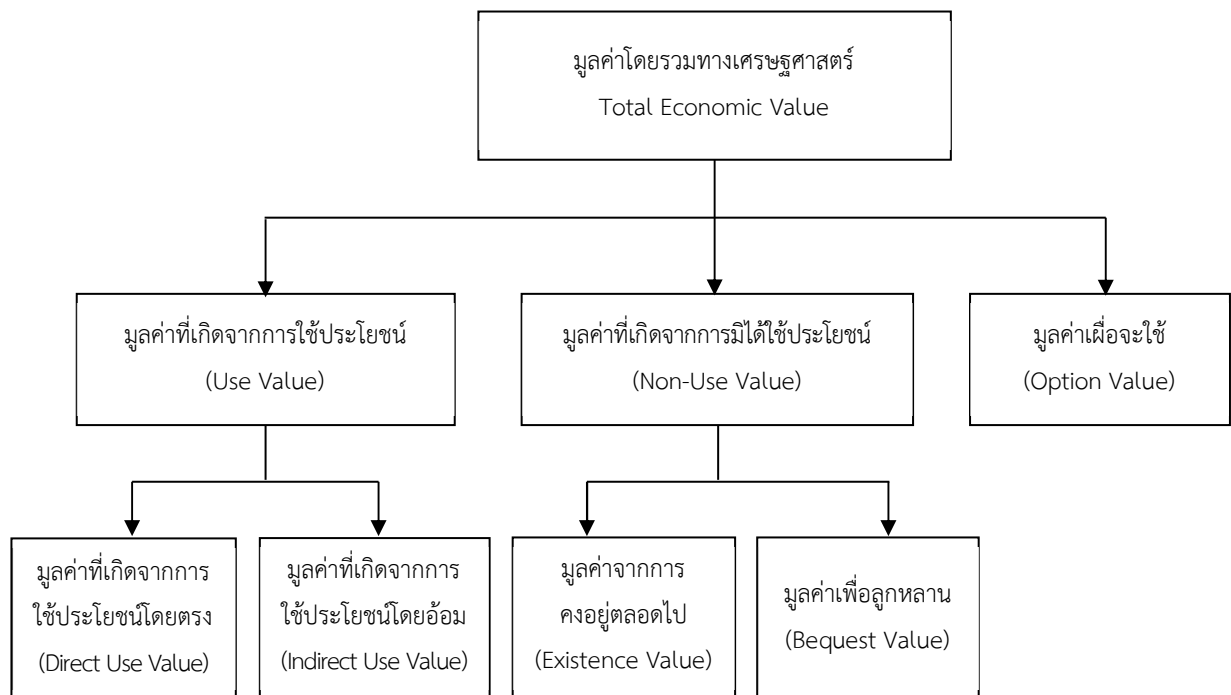 มูลค่าโดยรวมทางเศรษฐศาสตร์
Total Economic Value
มูลค่าที่เกิดจากการใช้ประโยชน์
(Use Value)
มูลค่าที่เกิดจากการมิได้ใช้ประโยชน์
(Non-Use Value)
มูลค่าเผื่อจะใช้
(Option Value)
มูลค่าที่เกิดจากการ
ใช้ประโยชน์โดยตรง
(Direct Use Value)
มูลค่าที่เกิดจากการ
ใช้ประโยชน์โดยอ้อม
(Indirect Use Value)
มูลค่าจากการ
คงอยู่ตลอดไป
(Existence Value)
มูลค่าเพื่อลูกหลาน
(Bequest Value)